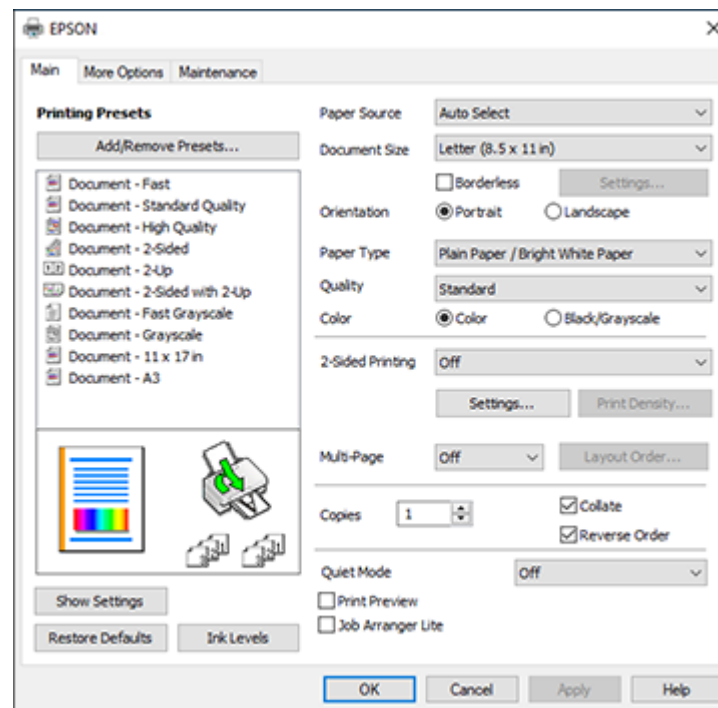 EPSON
Main More Options Maintenance
Printing Presets
Add/Remove Presets...
Document - Fast
Document - Standard Quality
Document - High Quality
Document - 2-Sided
Document - 2-Up
Document - 2-Sided with 2-Up
Document - Fast Grayscale
Document - Grayscale
Document - 11 x 17 in
Document - A3
Show Settings
Restore Defaults Ink Levels
Paper Source Auto Select
Document Size Letter (8.5 x 11 in)
Borderless Settings...
Orientation Portrait Landscape
Paper Type Plain Paper / Bright White Paper
Quality Standard
Color Color Black/Grayscale
2-Sided Printing Off
Settings... Print Density...
Multi-Page Off Layout Order...
Copies 1 Collate
Reverse Order
Quiet Mode Off
Print Preview
Job Arranger Lite
OK Cancel Apply Help